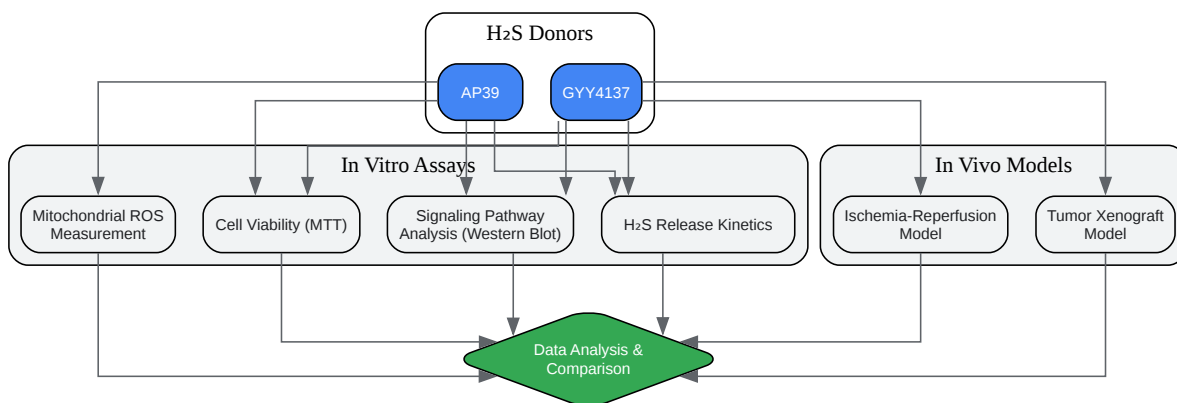 H₂S Donors
AP39
GYY4137
In Vitro Assays
In Vivo Models
Mitochondrial ROS
Measurement
Cell Viability (MTT)
Signaling Pathway
Analysis (Western Blot)
H₂S Release Kinetics
Ischemia-Reperfusion
Model
Tumor Xenograft
Model
Data Analysis &
Comparison